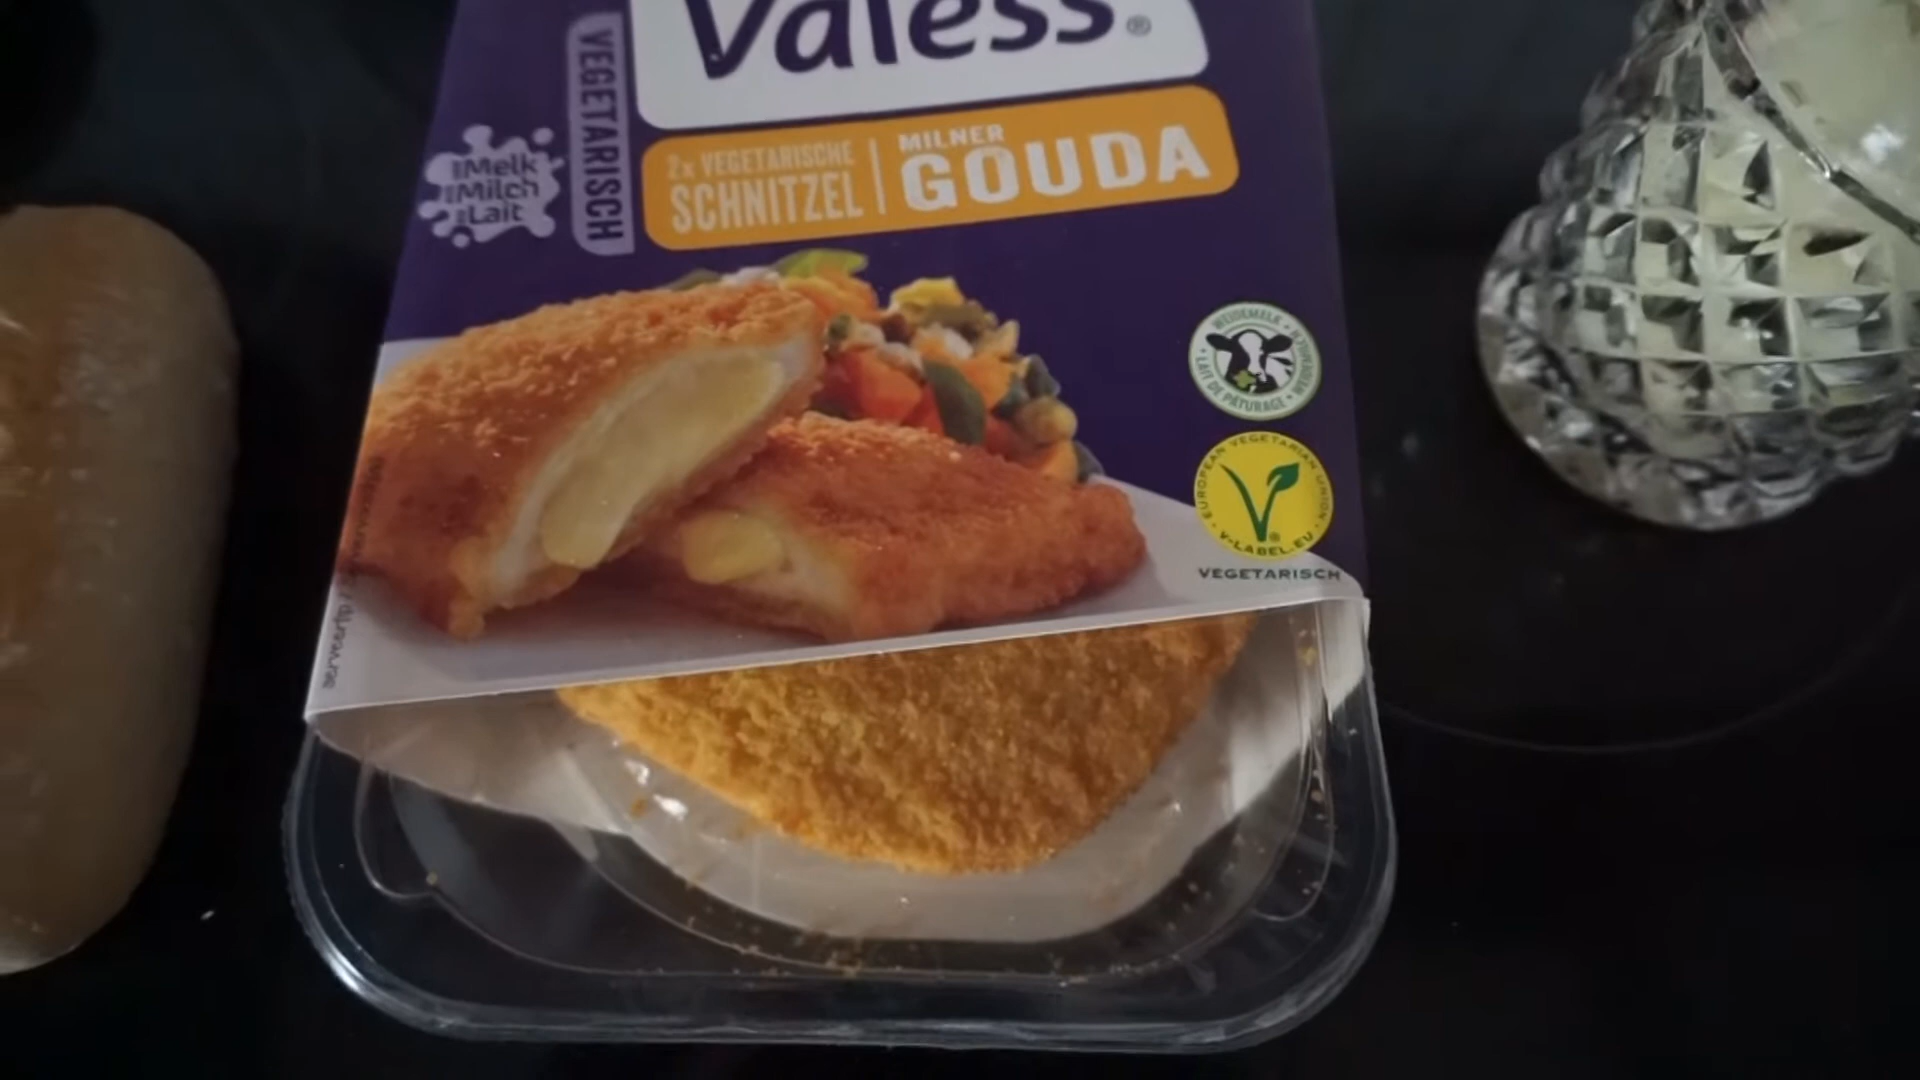 Valess®
VEGETARISCH
2x VEGETARISCHE
SCHNITZEL
MILNER
GOUDA
Melk
Milch
Lait
WEIDEMELK
LAIT DE PÂTURAGE
EUROPEAN VEGETARIAN UNION
V-LABEL.EU
VEGETARISCH